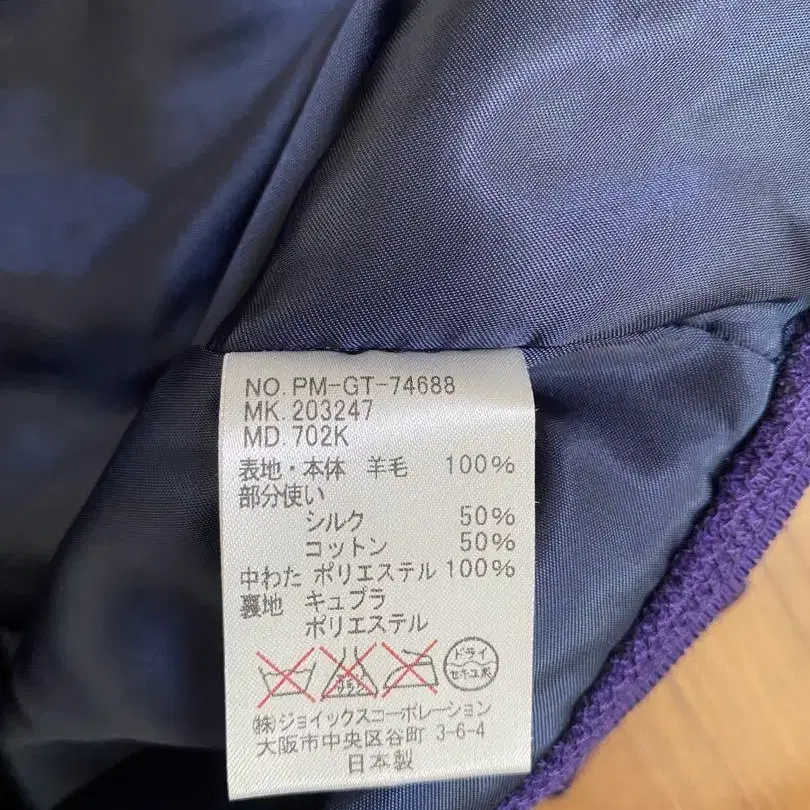 NO.PM-GT-74688
MK.203247
MD.702K
表地・本体 羊毛 100%
部分使い
シルク 50%
コットン 50%
中わた ポリエステル 100%
裏地 キュプラ
ポリエステル
ドライ
セキユ系
㈱ジョイックスコーポレーション
大阪市中央区谷町 3-6-4
日本製